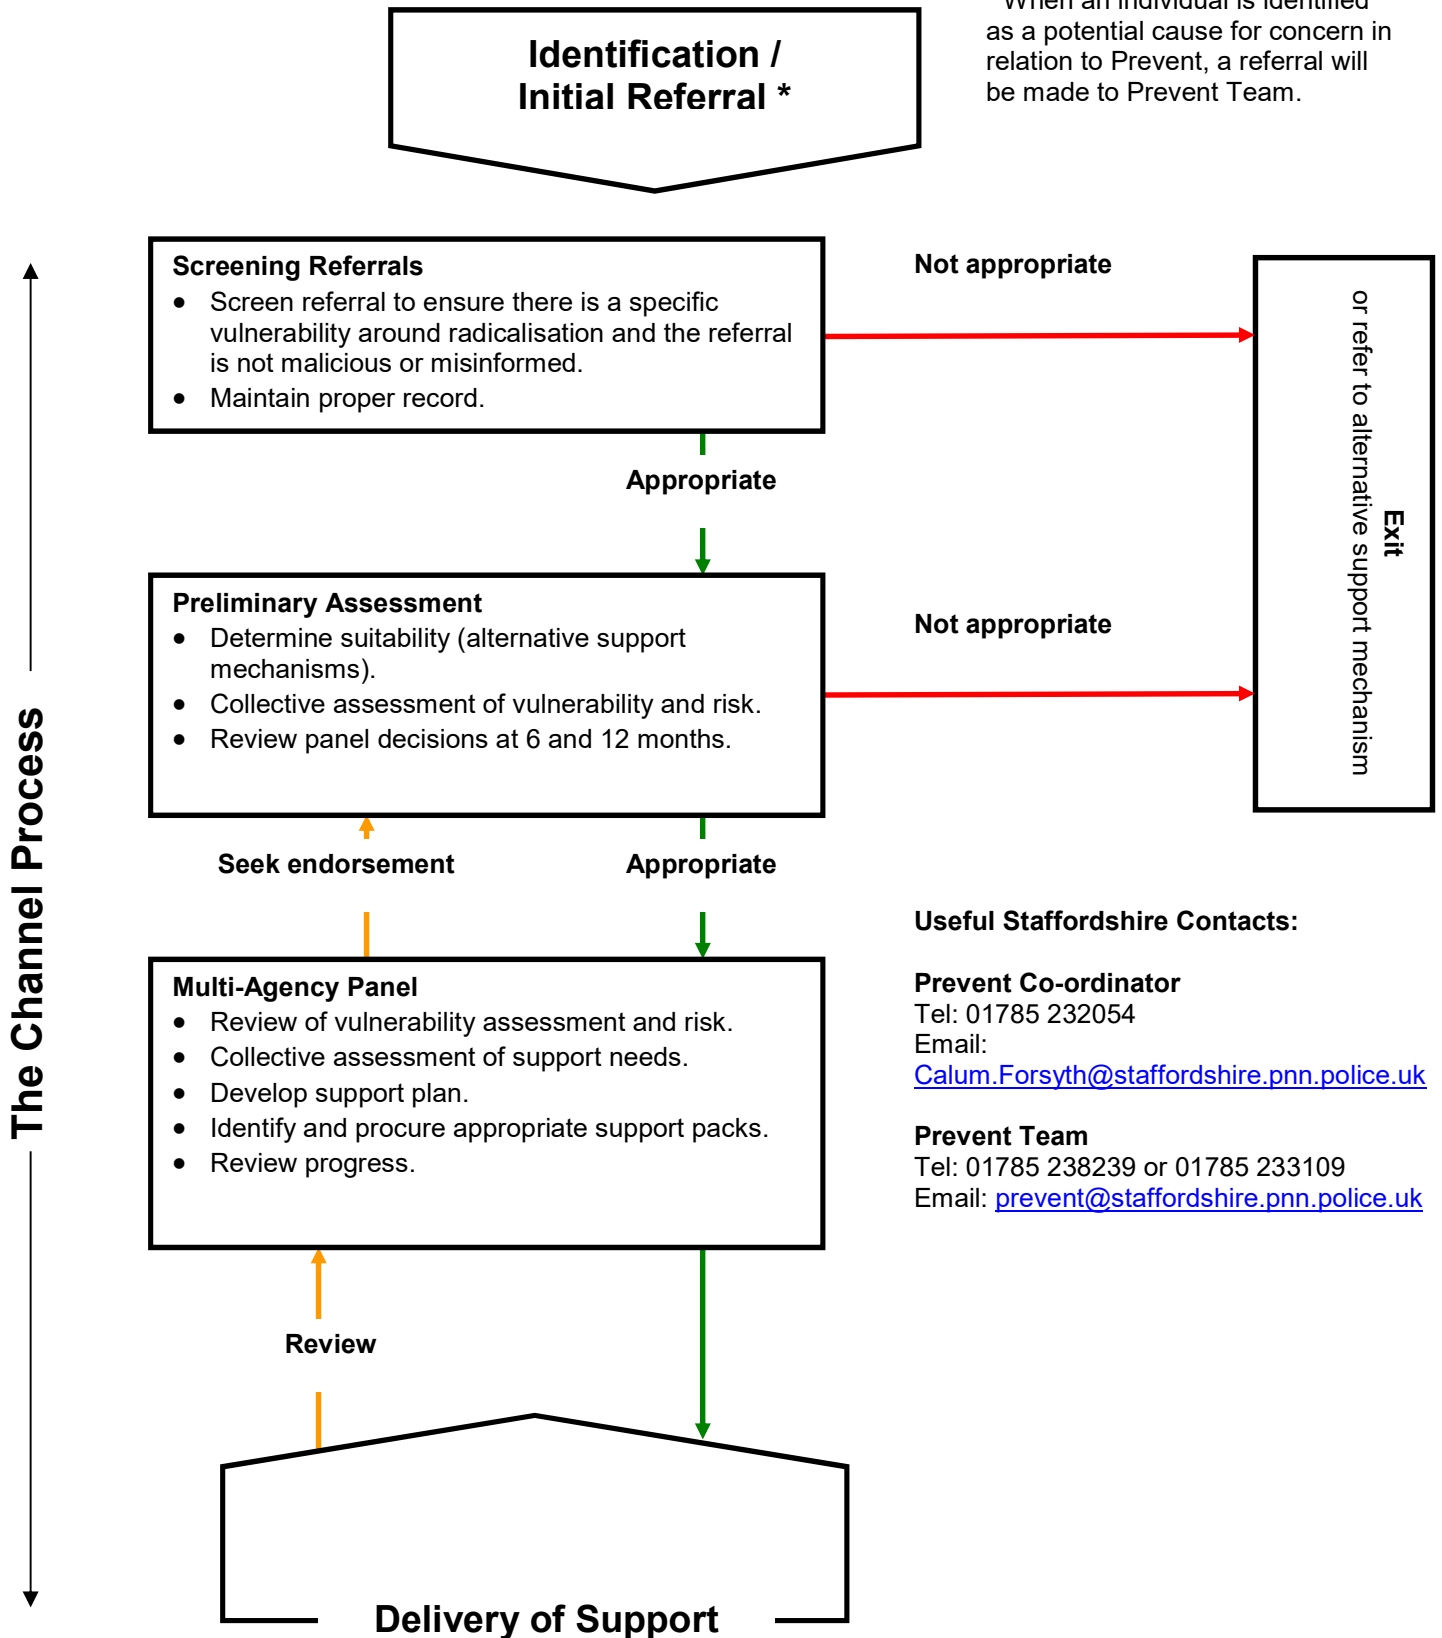 Identification /
Initial Referral *
When an individual is identified
as a potential cause for concern in
relation to Prevent, a referral will
be made to Prevent Team.
The Channel Process
Screening Referrals
• Screen referral to ensure there is a specific
vulnerability around radicalisation and the referral
is not malicious or misinformed.
• Maintain proper record.
Not appropriate
Appropriate
Exit
or refer to alternative support mechanism
Preliminary Assessment
• Determine suitability (alternative support
mechanisms).
• Collective assessment of vulnerability and risk.
• Review panel decisions at 6 and 12 months.
Not appropriate
Seek endorsement
Appropriate
Multi-Agency Panel
• Review of vulnerability assessment and risk.
• Collective assessment of support needs.
• Develop support plan.
• Identify and procure appropriate support packs.
• Review progress.
Useful Staffordshire Contacts:
Prevent Co-ordinator
Tel: 01785 232054
Email:
Calum.Forsyth@staffordshire.pnn.police.uk
Prevent Team
Tel: 01785 238239 or 01785 233109
Email: prevent@staffordshire.pnn.police.uk
Review
Delivery of Support